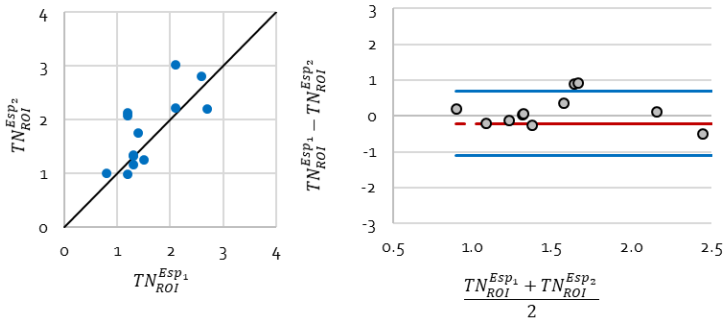 4
3
2
1
0
0 1 2 3 4
TN_{ROI}^{Esp_2}
TN_{ROI}^{Esp_1}
3
2
1
0
-1
-2
-3
0.5 1.0 1.5 2.0 2.5
TN_{ROI}^{Esp_1} − TN_{ROI}^{Esp_2}
TN_{ROI}^{Esp_1} + TN_{ROI}^{Esp_2}
2